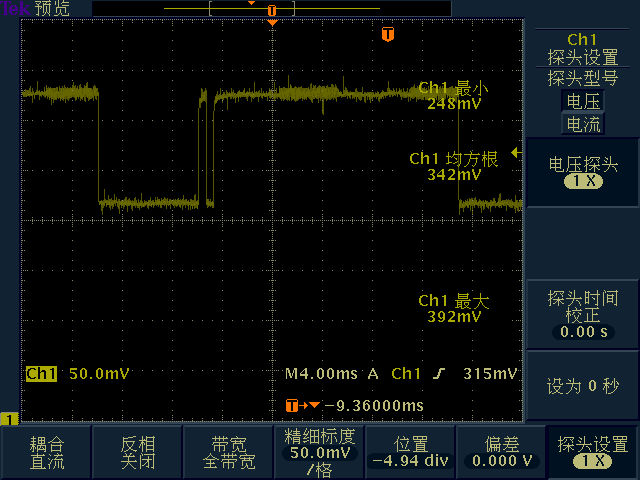 Tek 预览
T
T
Ch1 最小
248mV
Ch1 均方根
342mV
Ch1 最大
392mV
Ch1 50.0mV
M4.00ms A Ch1 315mV
T -9.36000ms
1
Ch1
探头设置
探头型号
电压
电流
电压探头
1 X
探头时间
校正
0.00 s
设为 0 秒
耦合
直流
反相
关闭
带宽
全带宽
精细标度
50.0mV
/格
位置
-4.94 div
偏差
0.000 V
探头设置
1 X